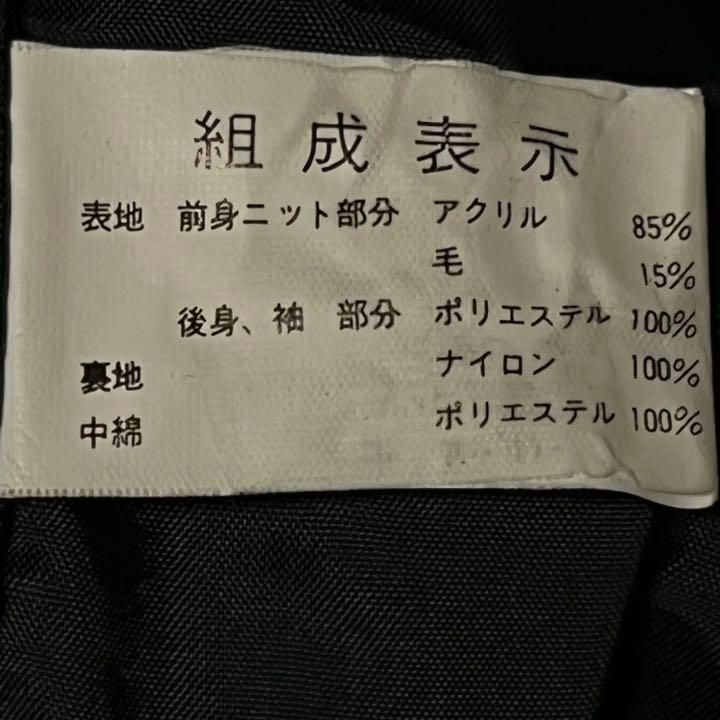 組成表示
表地 前身ニット部分 アクリル 85%
毛 15%
後身、袖 部分 ポリエステル 100%
裏地 ナイロン 100%
中綿 ポリエステル 100%